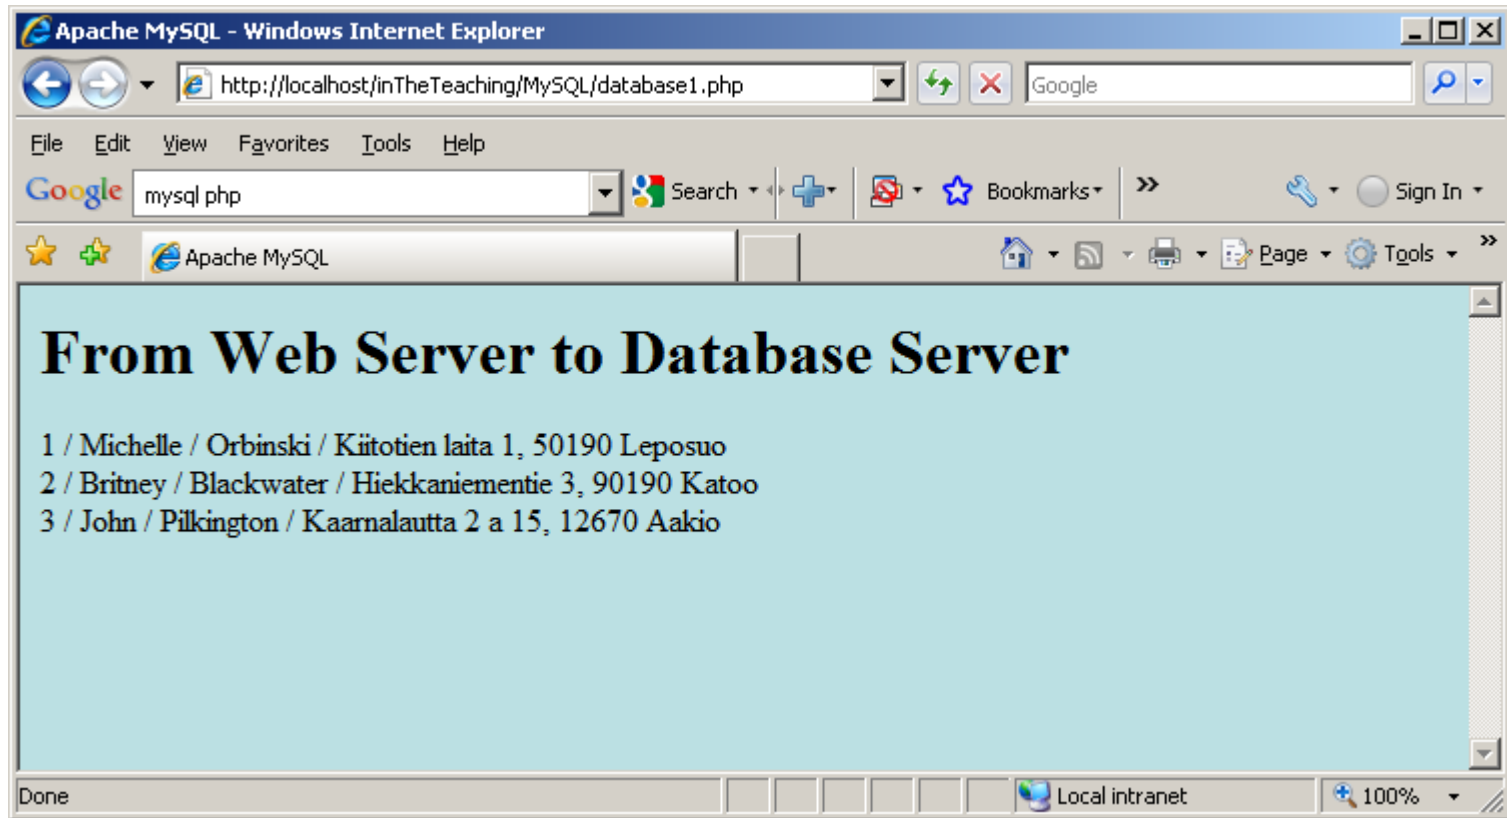 Apache MySQL - Windows Internet Explorer
http://localhost/inTheTeaching/MySQL/database1.php
Google
File Edit View Favorites Tools Help
Google mysql php Search Bookmarks Sign In
Apache MySQL Page Tools
From Web Server to Database Server
1 / Michelle / Orbinski / Kiitotien laita 1, 50190 Leposuo
2 / Britney / Blackwater / Hiekkaniementie 3, 90190 Katoo
3 / John / Pilkington / Kaarnalautta 2 a 15, 12670 Aakio
Done Local intranet 100%